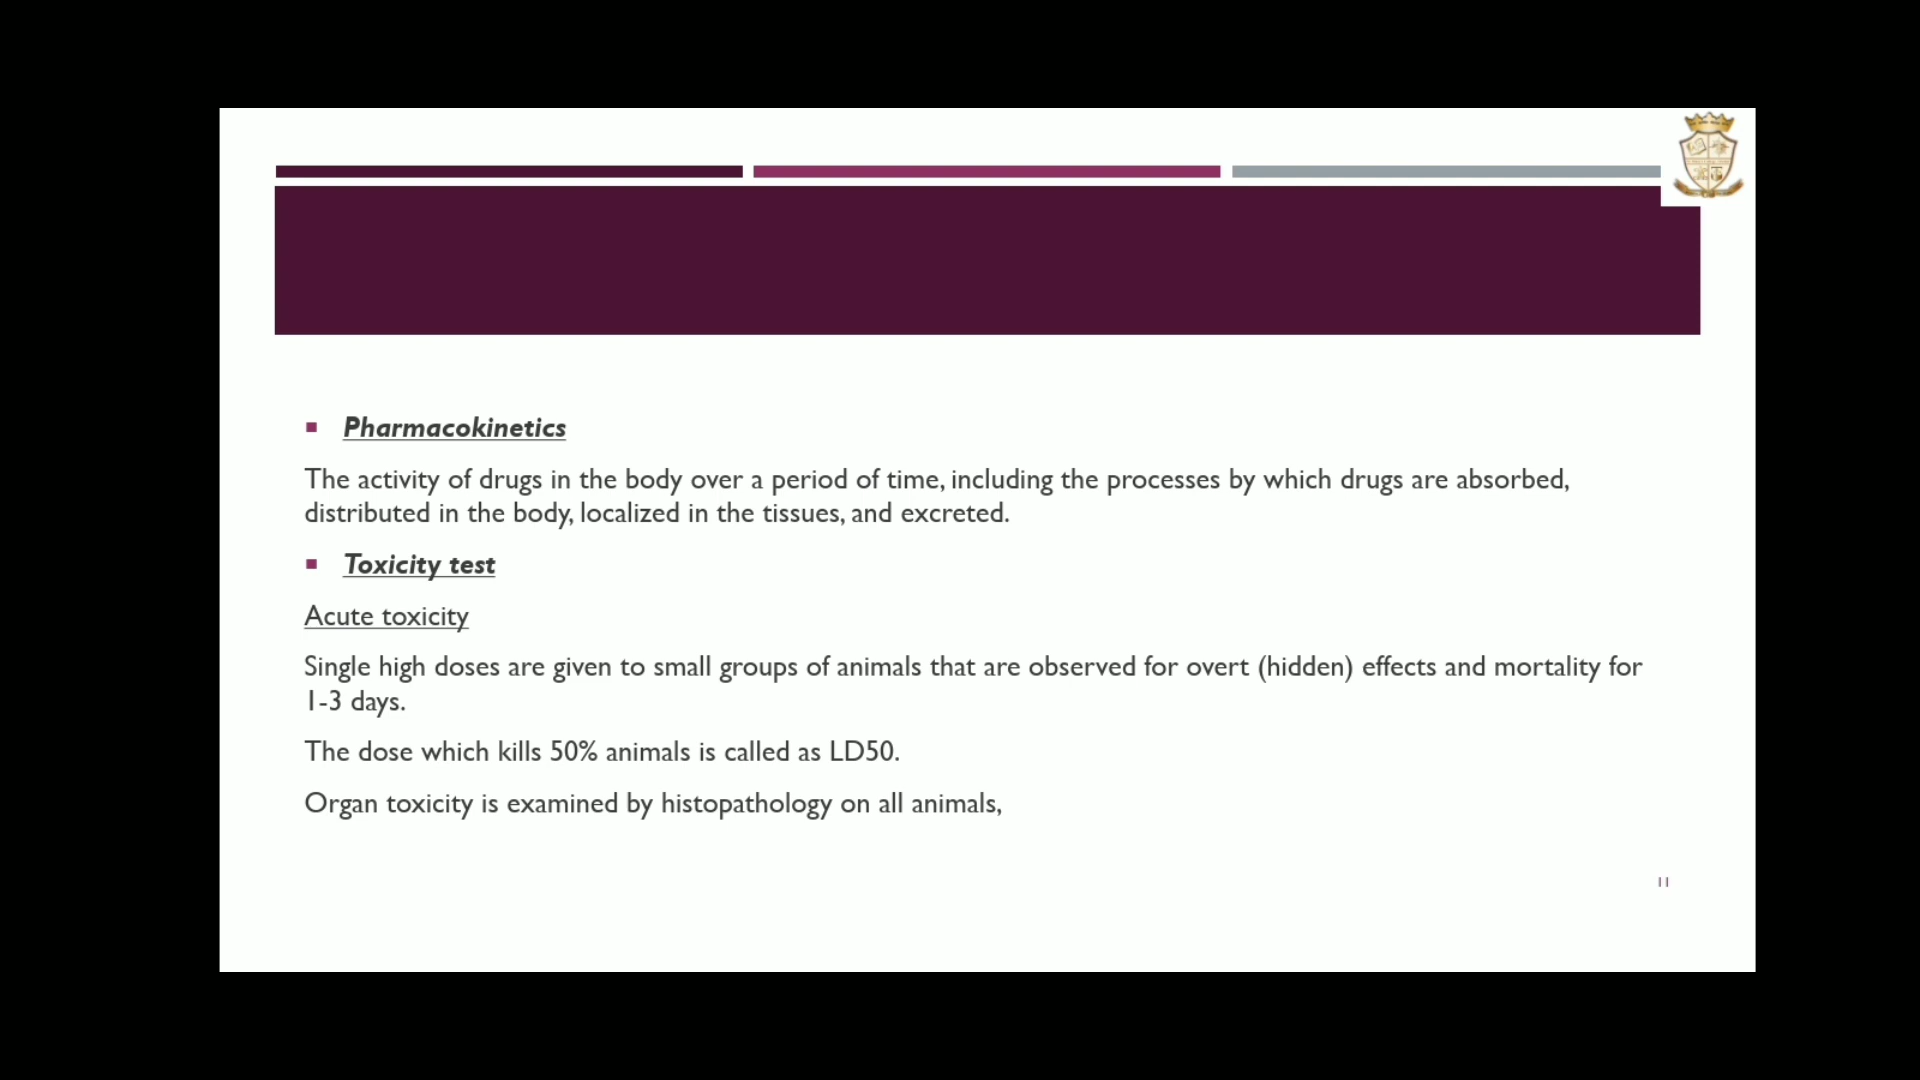 Pharmacokinetics
The activity of drugs in the body over a period of time, including the processes by which drugs are absorbed,
distributed in the body, localized in the tissues, and excreted.
Toxicity test
Acute toxicity
Single high doses are given to small groups of animals that are observed for overt (hidden) effects and mortality for
1-3 days.
The dose which kills 50% animals is called as LD50.
Organ toxicity is examined by histopathology on all animals,
11